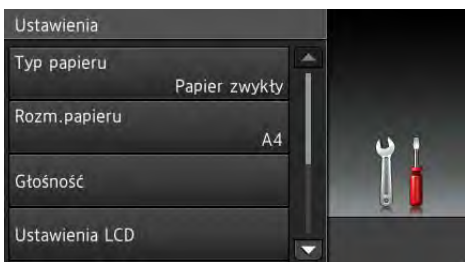 Ustawienia
Typ papieru
Papier zwykły
Rozm.papieru
A4
Głośność
Ustawienia LCD